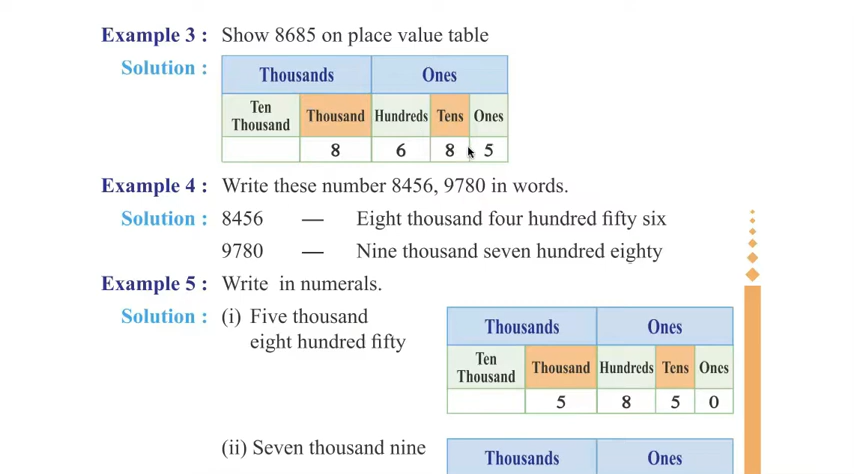 Example 3 : Show 8685 on place value table
Solution :
Thousands Ones
Ten Thousand Thousand Hundreds Tens Ones
8 6 8 5
Example 4 : Write these number 8456, 9780 in words.
Solution : 8456 — Eight thousand four hundred fifty six
9780 — Nine thousand seven hundred eighty
Example 5 : Write in numerals.
Solution : (i) Five thousand
eight hundred fifty
Thousands Ones
Ten Thousand Thousand Hundreds Tens Ones
5 8 5 0
(ii) Seven thousand nine
Thousands Ones